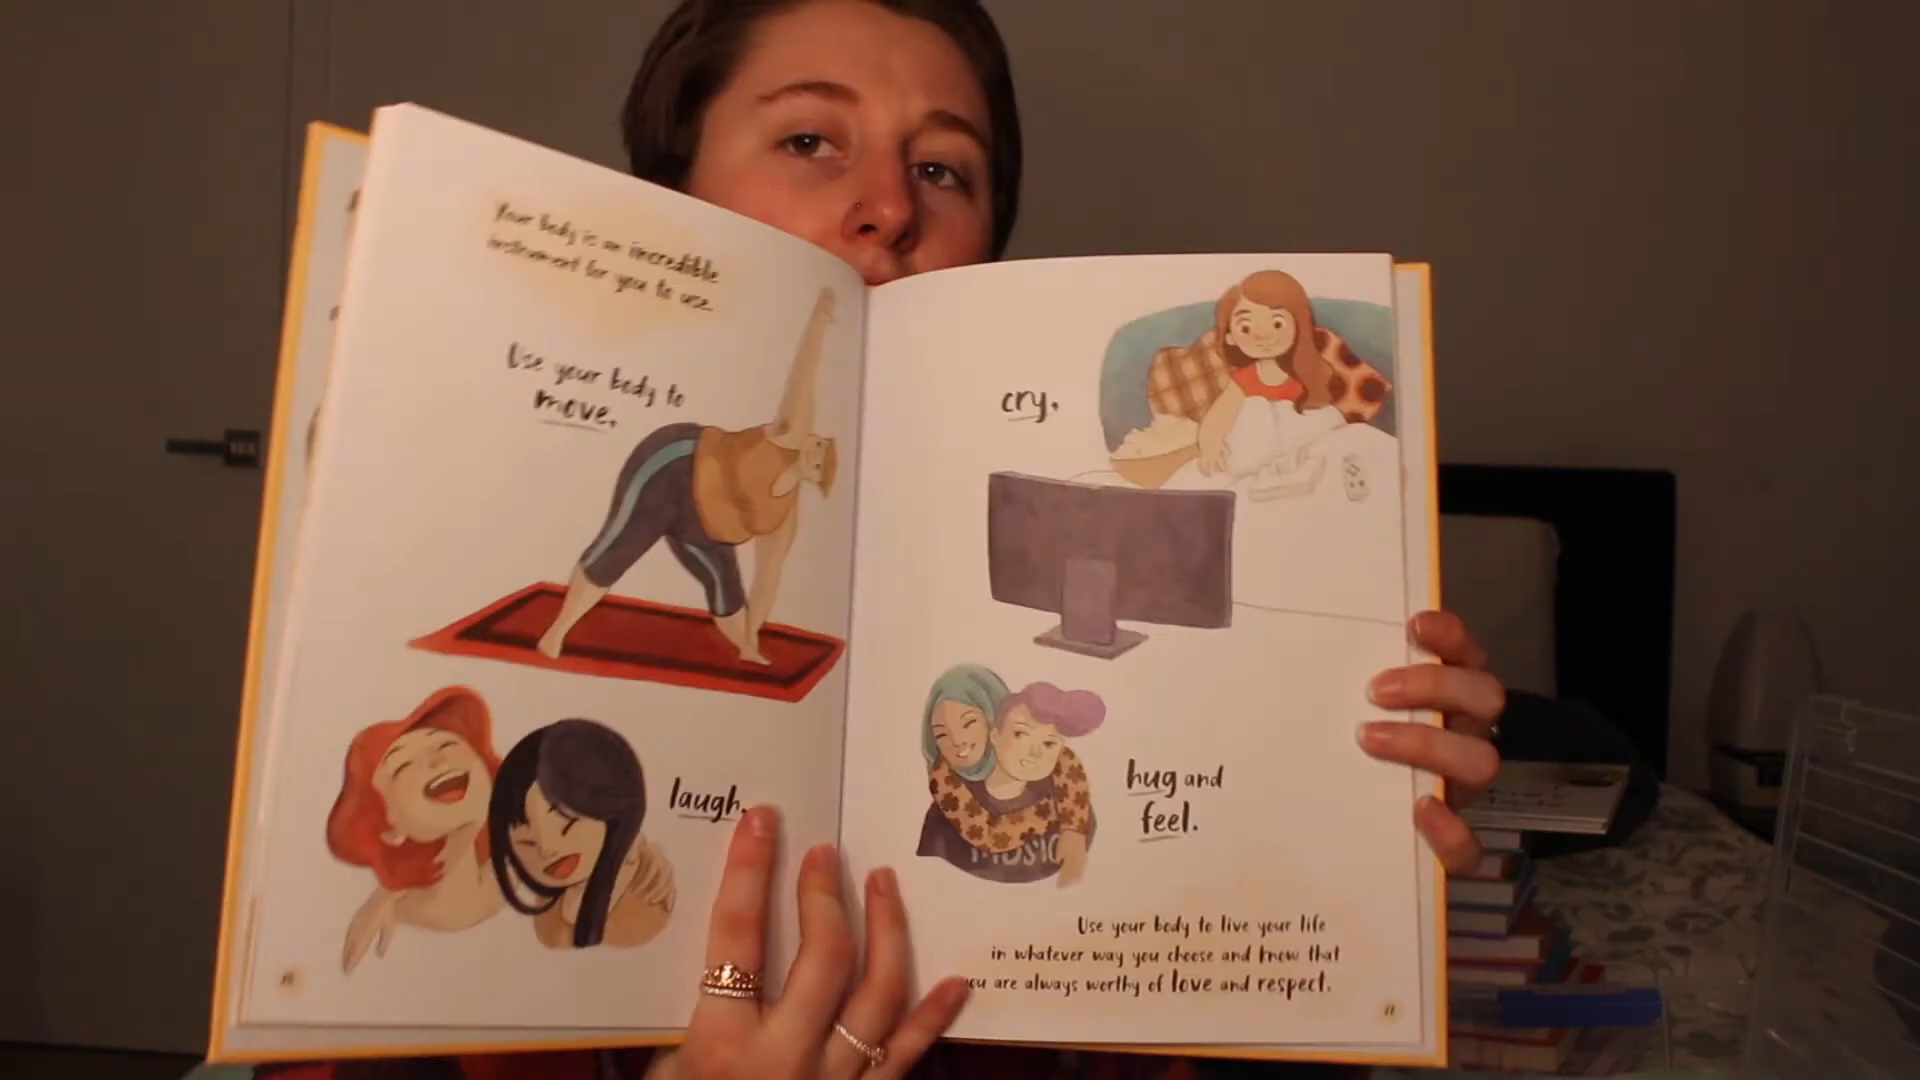 Your body is an incredible
instrument for you to use.
Use your body to
move,
laugh,
cry,
hug and
feel.
MUSIC
Use your body to live your life
in whatever way you choose and know that
you are always worthy of love and respect.